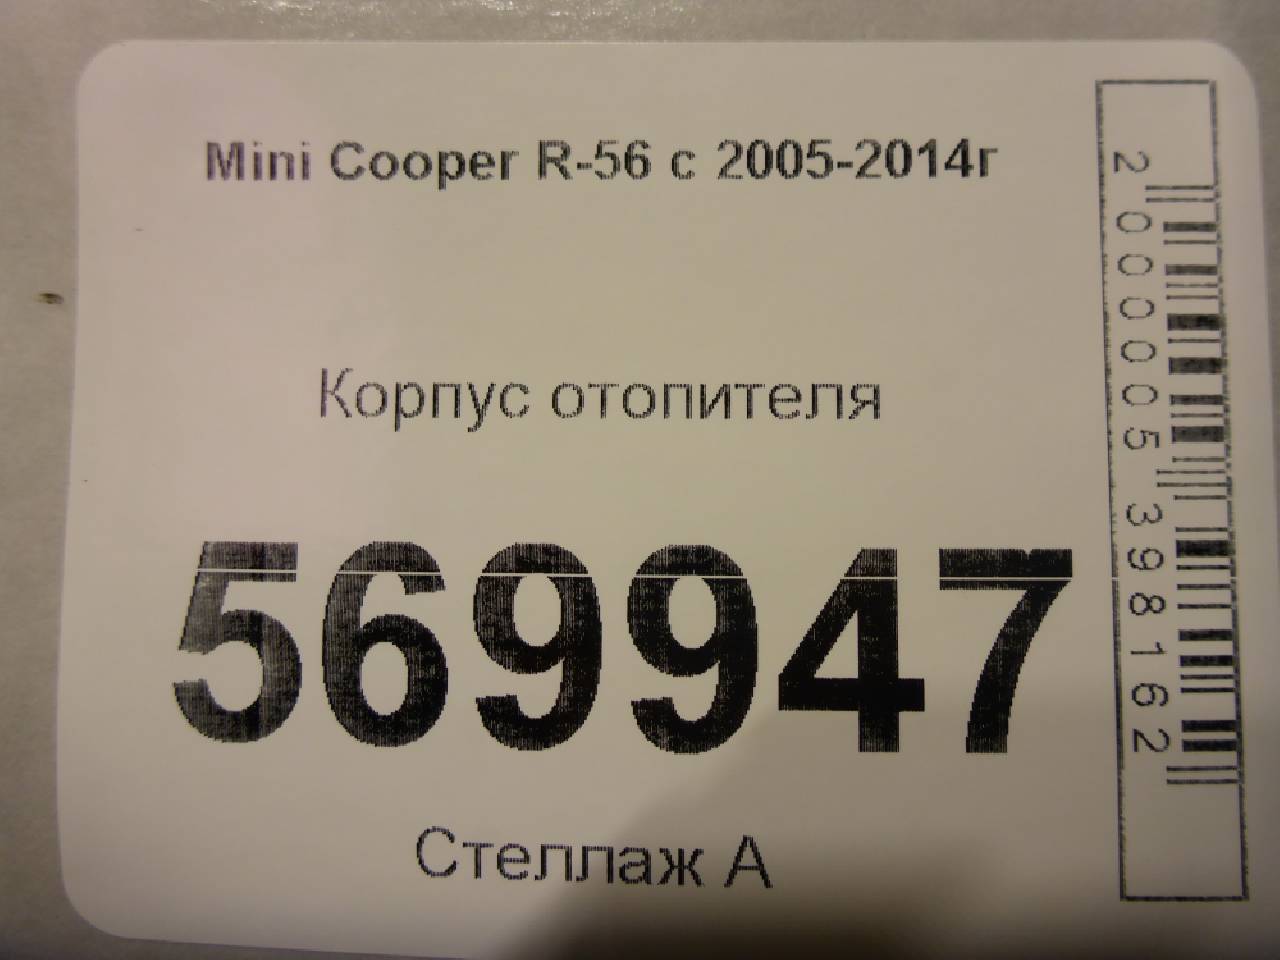 Mini Cooper R-56 с 2005-2014г
Корпус отопителя
569947
Стеллаж А
2000005398162